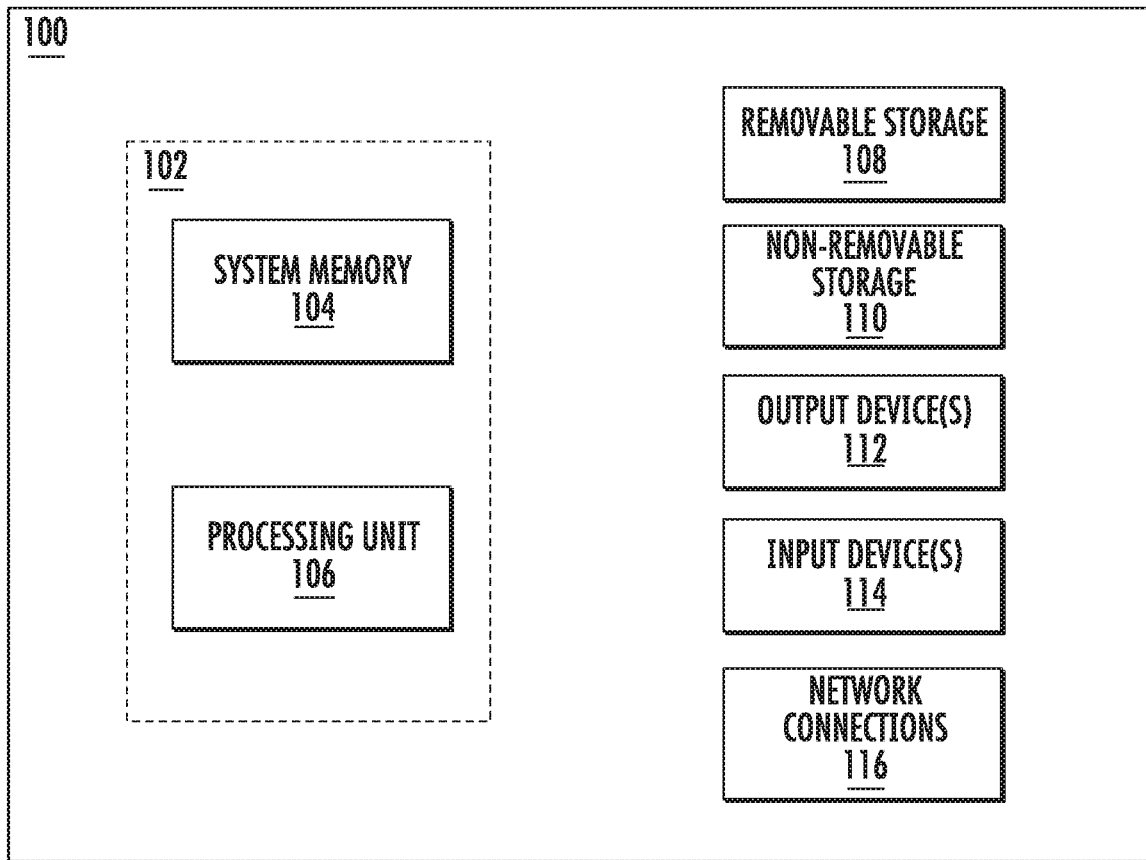 100
102
SYSTEM MEMORY
104
PROCESSING UNIT
106
REMOVABLE STORAGE
108
NON-REMOVABLE
STORAGE
110
OUTPUT DEVICE(S)
112
INPUT DEVICE(S)
114
NETWORK
CONNECTIONS
116